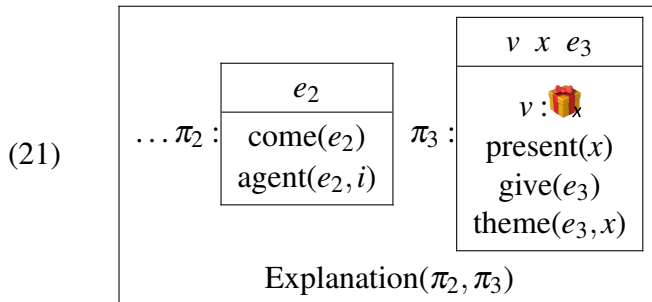 (21)
… π₂ :
e₂
come(e₂)
agent(e₂, i)
π₃ :
v x e₃
v : 🎁ₓ
present(x)
give(e₃)
theme(e₃, x)
Explanation(π₂, π₃)